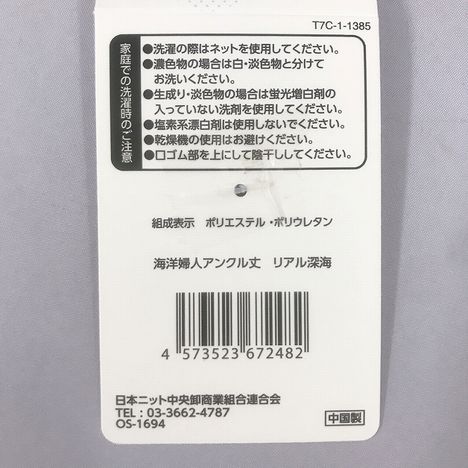 T7C-1-1385
家庭での洗濯時のご注意
●洗濯の際はネットを使用してください。
●濃色物の場合は白・淡色物と分けて
お洗いください。
●生成り・淡色物の場合は蛍光増白剤の
入っていない洗剤を使用してください。
●塩素系漂白剤は使用しないでください。
●乾燥機の使用はお避けください。
●口ゴム部を上にして陰干ししてください。
組成表示 ポリエステル・ポリウレタン
海洋婦人アンクル丈 リアル深海
4 573523 672482
日本ニット中央卸商業組合連合会
TEL : 03-3662-4787
OS-1694
中国製